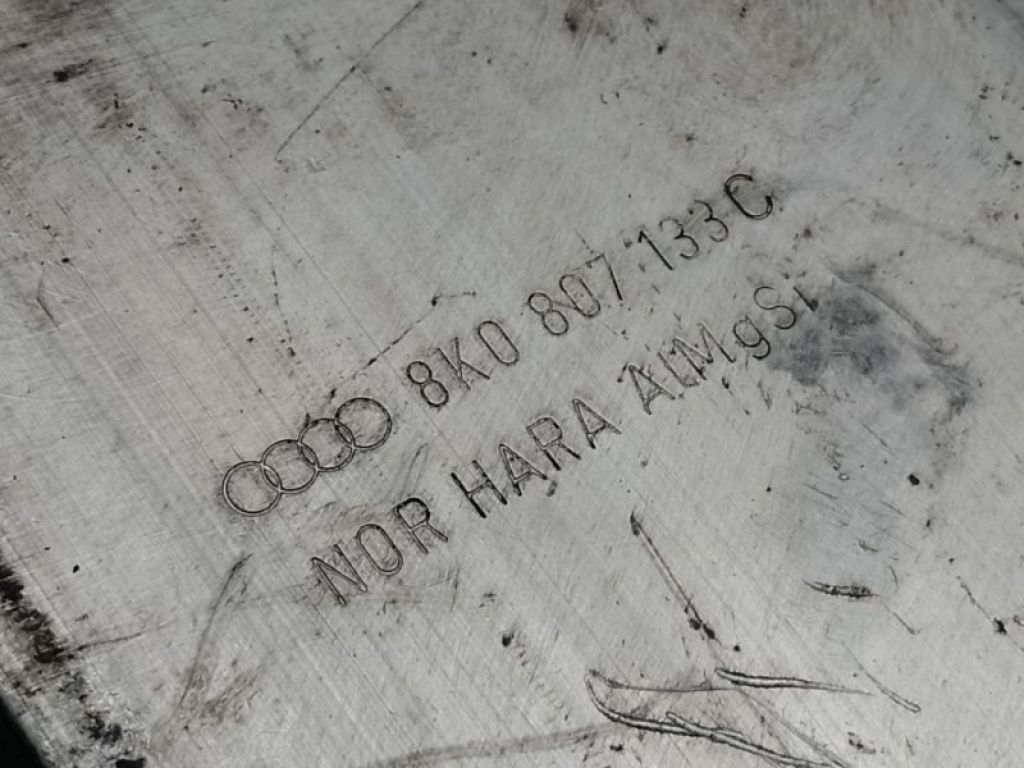 8K0 807 133 C
NOR HARA AlMgSi